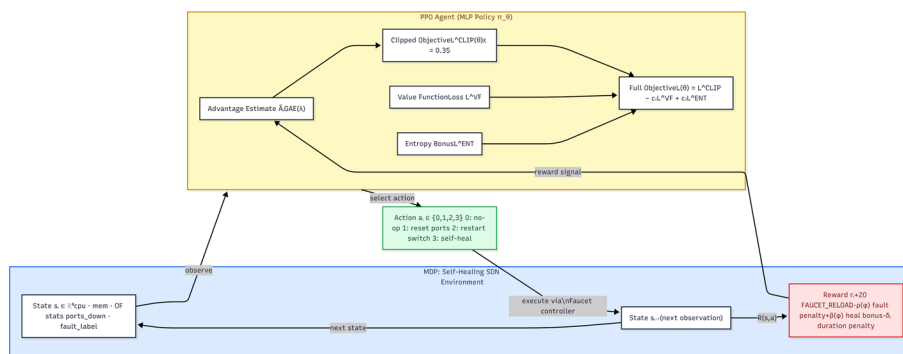 PPO Agent (MLP Policy π_θ)
Clipped ObjectiveL^CLIP(θ)ε
= 0.35
Advantage Estimate Â,GAE(λ)
Value FunctionLoss L^VF
Full ObjectiveL(θ) = L^CLIP
− c₁L^VF + c₂L^ENT
Entropy BonusL^ENT
reward signal
select action
Action aₜ ∈ {0,1,2,3} 0: no-
op 1: reset ports 2: restart
switch 3: self-heal
observe
MDP: Self-Healing SDN
Environment
State sₜ ∈ ℝ⁸cpu · mem · OF
stats ports_down ·
fault_label
execute via\nFaucet
controller
next state
State sₜ₊₁(next observation)
R(s,a)
Reward rₜ+20
FAUCET_RELOAD-ρ(φ) fault
penalty+β(φ) heal bonus-δ.
duration penalty